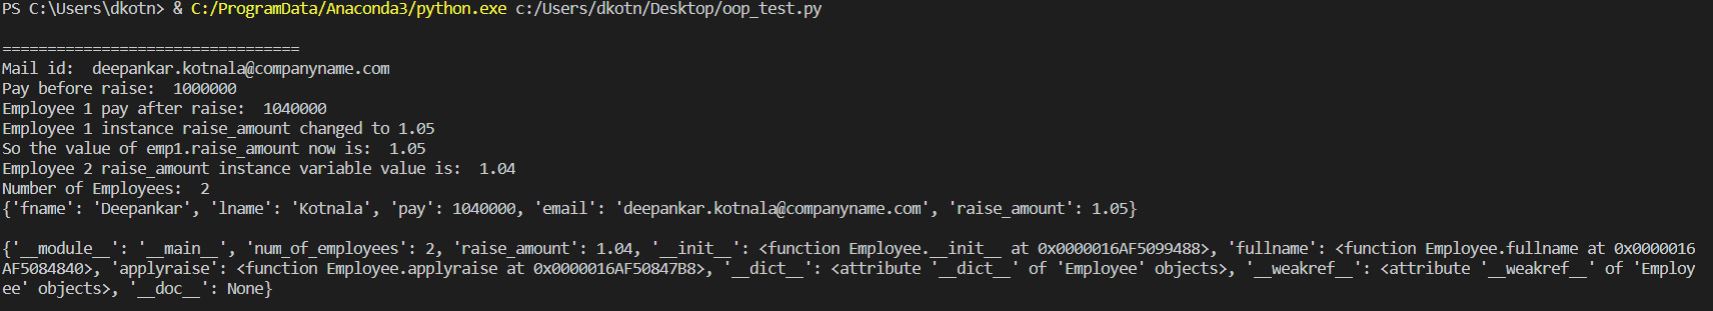 PS C:\Users\dkotn> & C:/ProgramData/Anaconda3/python.exe c:/Users/dkotn/Desktop/oop_test.py
=================================
Mail id:  deepankar.kotnala@companyname.com
Pay before raise:  1000000
Employee 1 pay after raise:  1040000
Employee 1 instance raise_amount changed to 1.05
So the value of emp1.raise_amount now is:  1.05
Employee 2 raise_amount instance variable value is:  1.04
Number of Employees:  2
{'fname': 'Deepankar', 'lname': 'Kotnala', 'pay': 1040000, 'email': 'deepankar.kotnala@companyname.com', 'raise_amount': 1.05}
{'__module__': '__main__', 'num_of_employees': 2, 'raise_amount': 1.04, '__init__': <function Employee.__init__ at 0x0000016AF5099488>, 'fullname': <function Employee.fullname at 0x0000016
AF5084840>, 'applyraise': <function Employee.applyraise at 0x0000016AF50847B8>, '__dict__': <attribute '__dict__' of 'Employee' objects>, '__weakref__': <attribute '__weakref__' of 'Employ
ee' objects>, '__doc__': None}